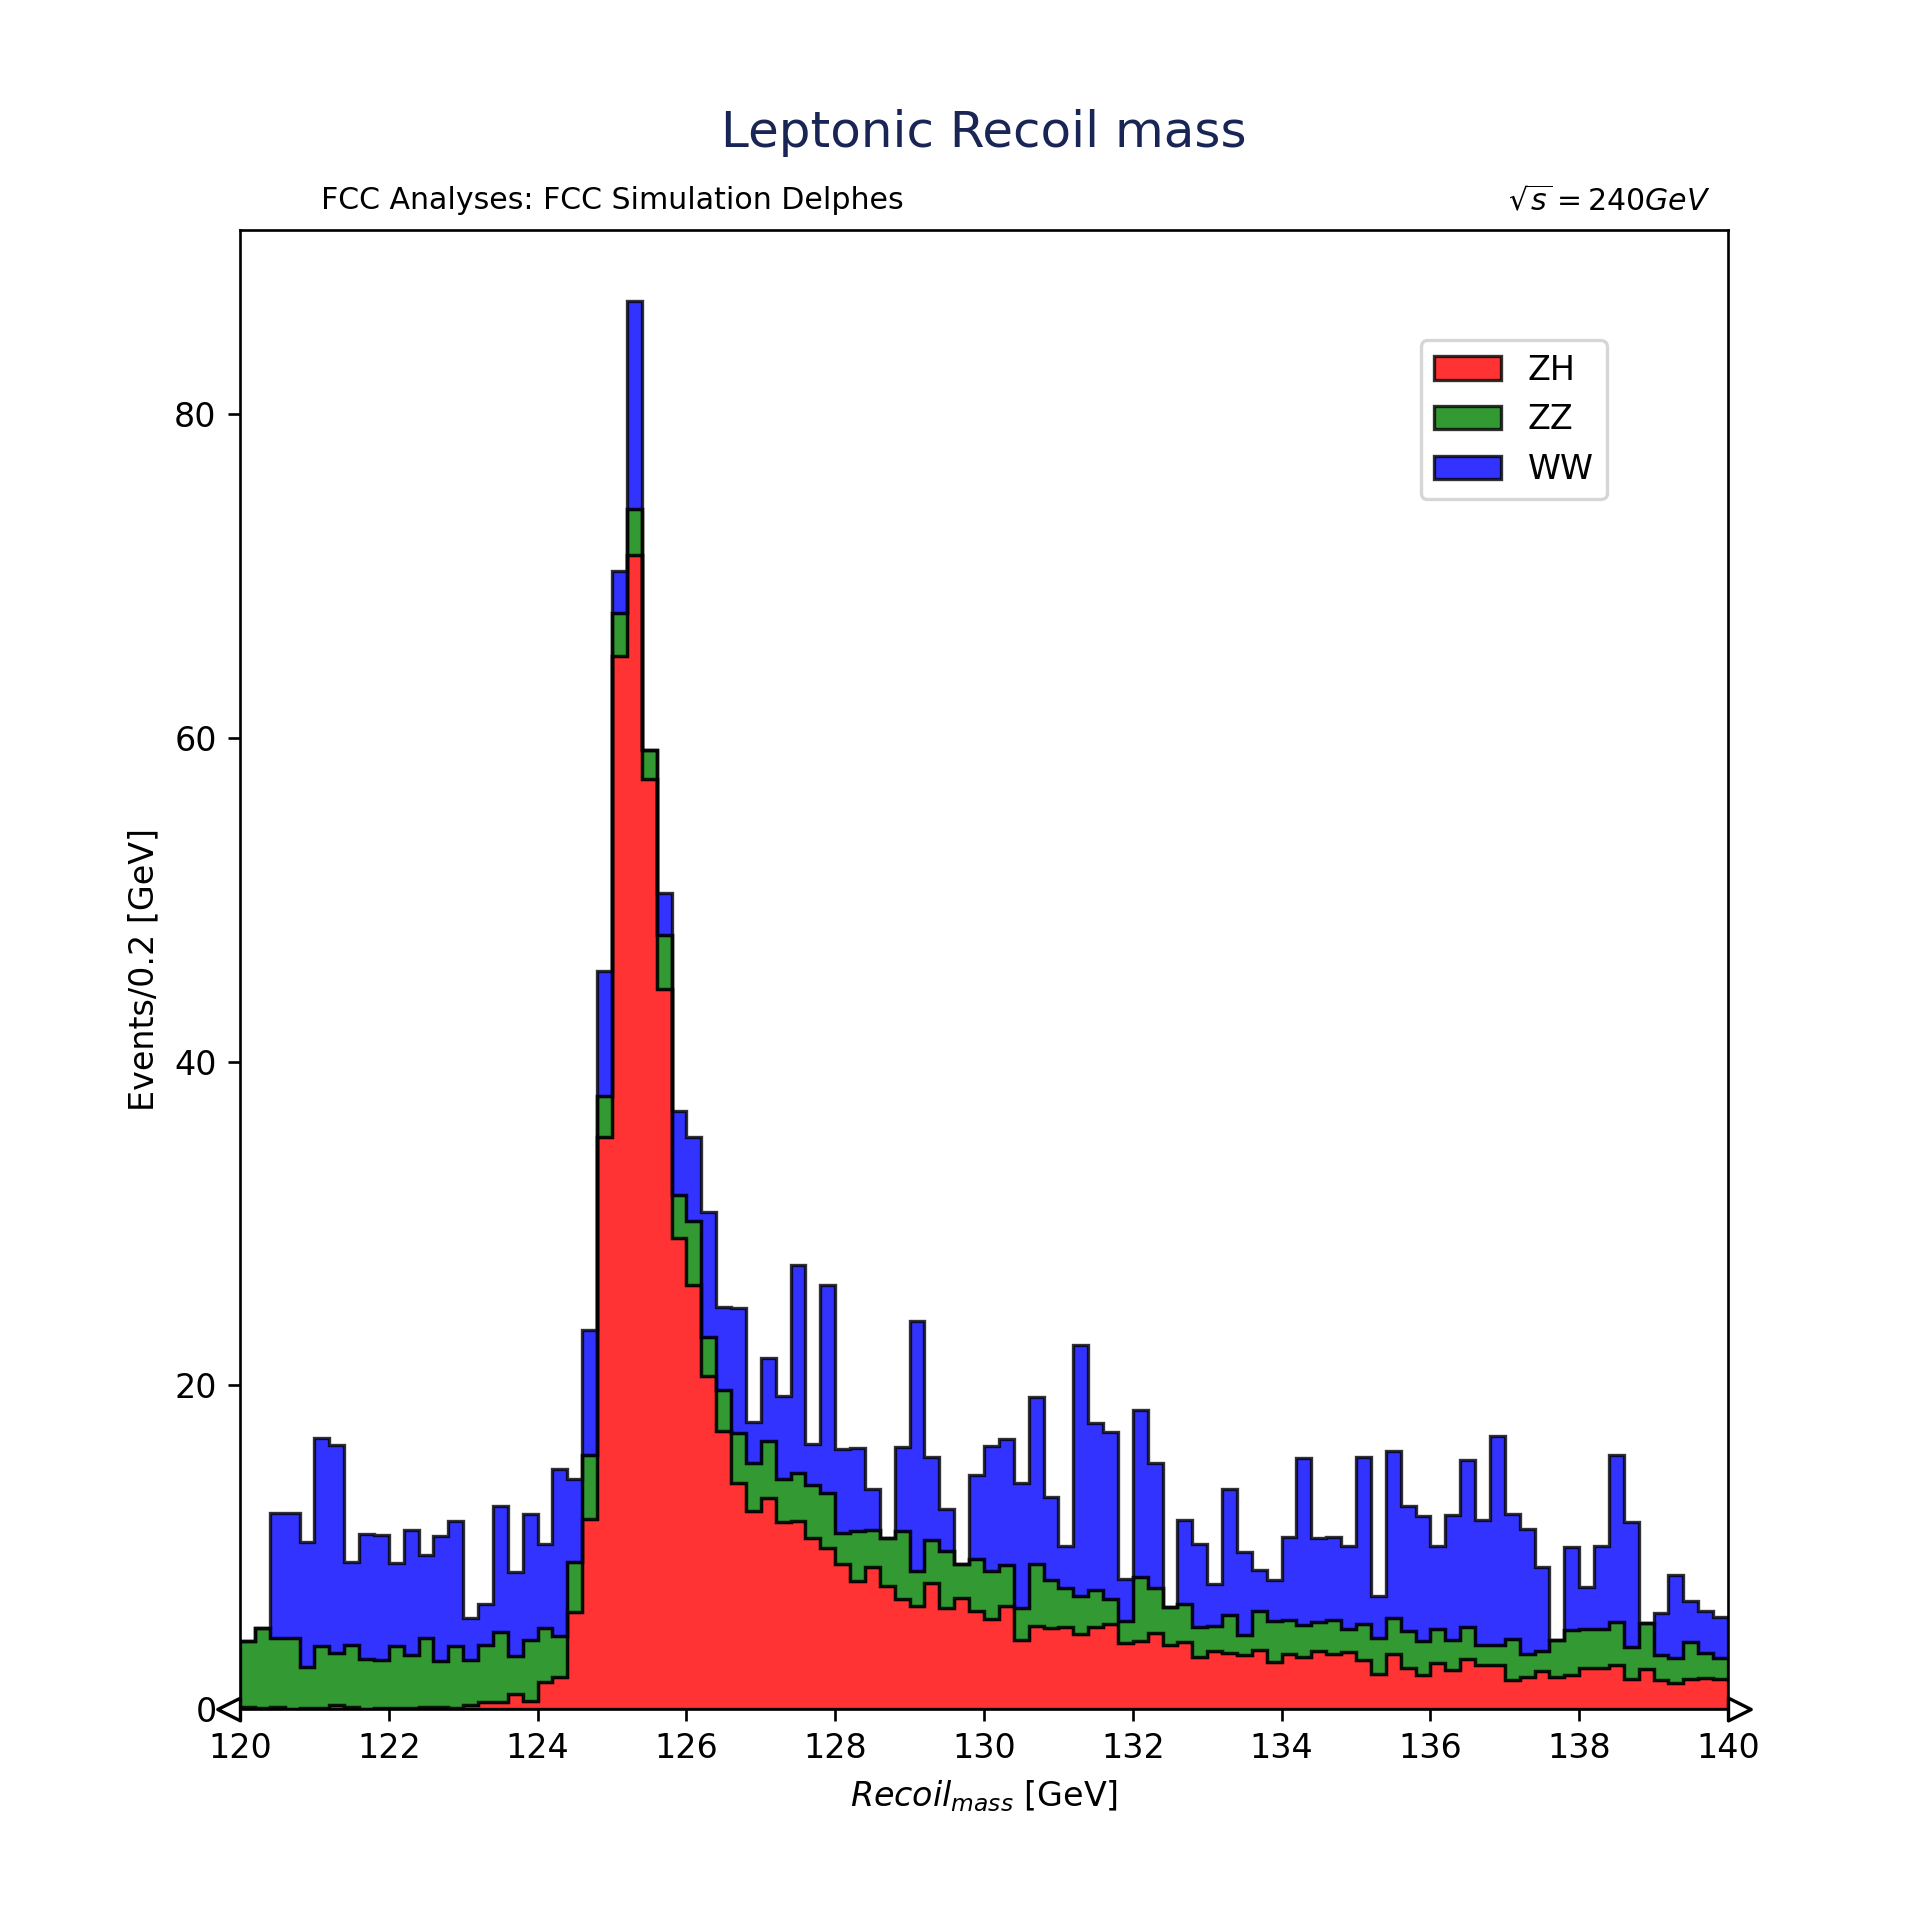 Leptonic Recoil mass
FCC Analyses: FCC Simulation Delphes
√s = 240GeV
ZH
ZZ
WW
Events/0.2 [GeV]
80
60
40
20
0
120 122 124 126 128 130 132 134 136 138 140
Recoil_mass [GeV]